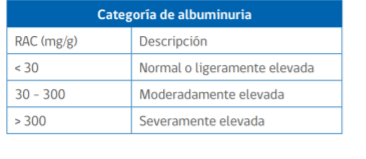 Categoría de albuminuria
RAC (mg/g) Descripción
< 30 Normal o ligeramente elevada
30 - 300 Moderadamente elevada
> 300 Severamente elevada